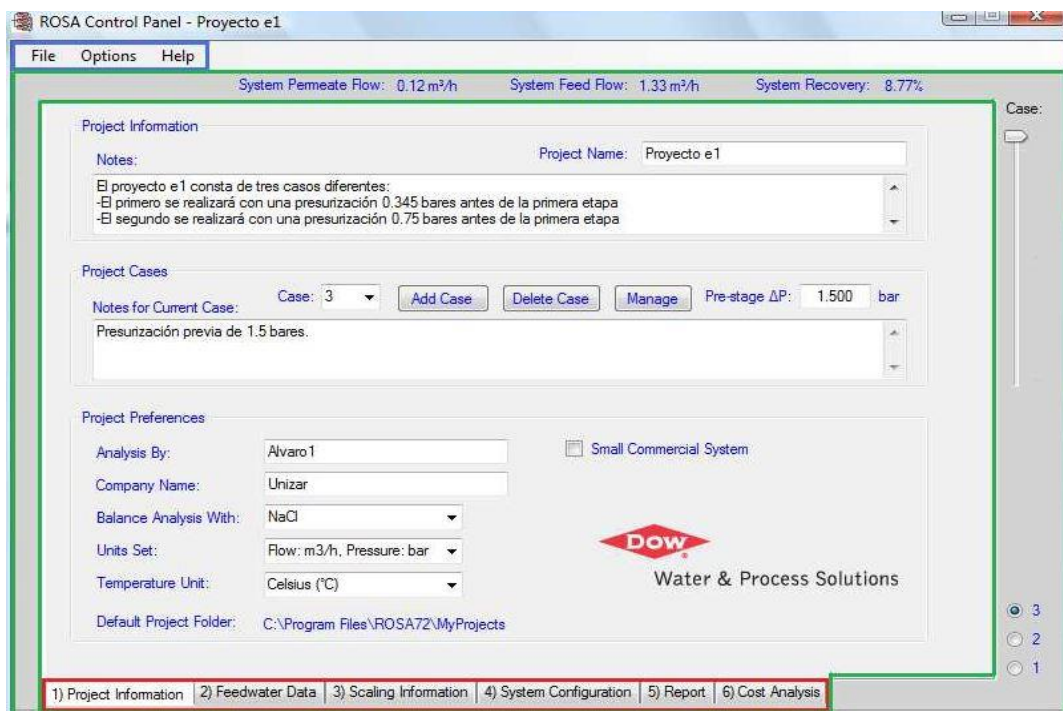 ROSA Control Panel - Proyecto e1
File Options Help
System Permeate Flow: 0.12 m³/h System Feed Flow: 1.33 m³/h System Recovery: 8.77%
Case:
Project Information
Notes: Project Name: Proyecto e1
El proyecto e1 consta de tres casos diferentes:
-El primero se realizará con una presurización 0.345 bares antes de la primera etapa
-El segundo se realizará con una presurización 0.75 bares antes de la primera etapa
Project Cases
Notes for Current Case: Case: 3 Add Case Delete Case Manage Pre-stage ΔP: 1.500 bar
Presurización previa de 1.5 bares.
Project Preferences
Analysis By: Alvaro1 Small Commercial System
Company Name: Unizar
Balance Analysis With: NaCl
Units Set: Flow: m3/h, Pressure: bar
DOW
Temperature Unit: Celsius (°C) Water & Process Solutions
Default Project Folder: C:\Program Files\ROSA72\MyProjects
3
2
1
1) Project Information 2) Feedwater Data 3) Scaling Information 4) System Configuration 5) Report 6) Cost Analysis